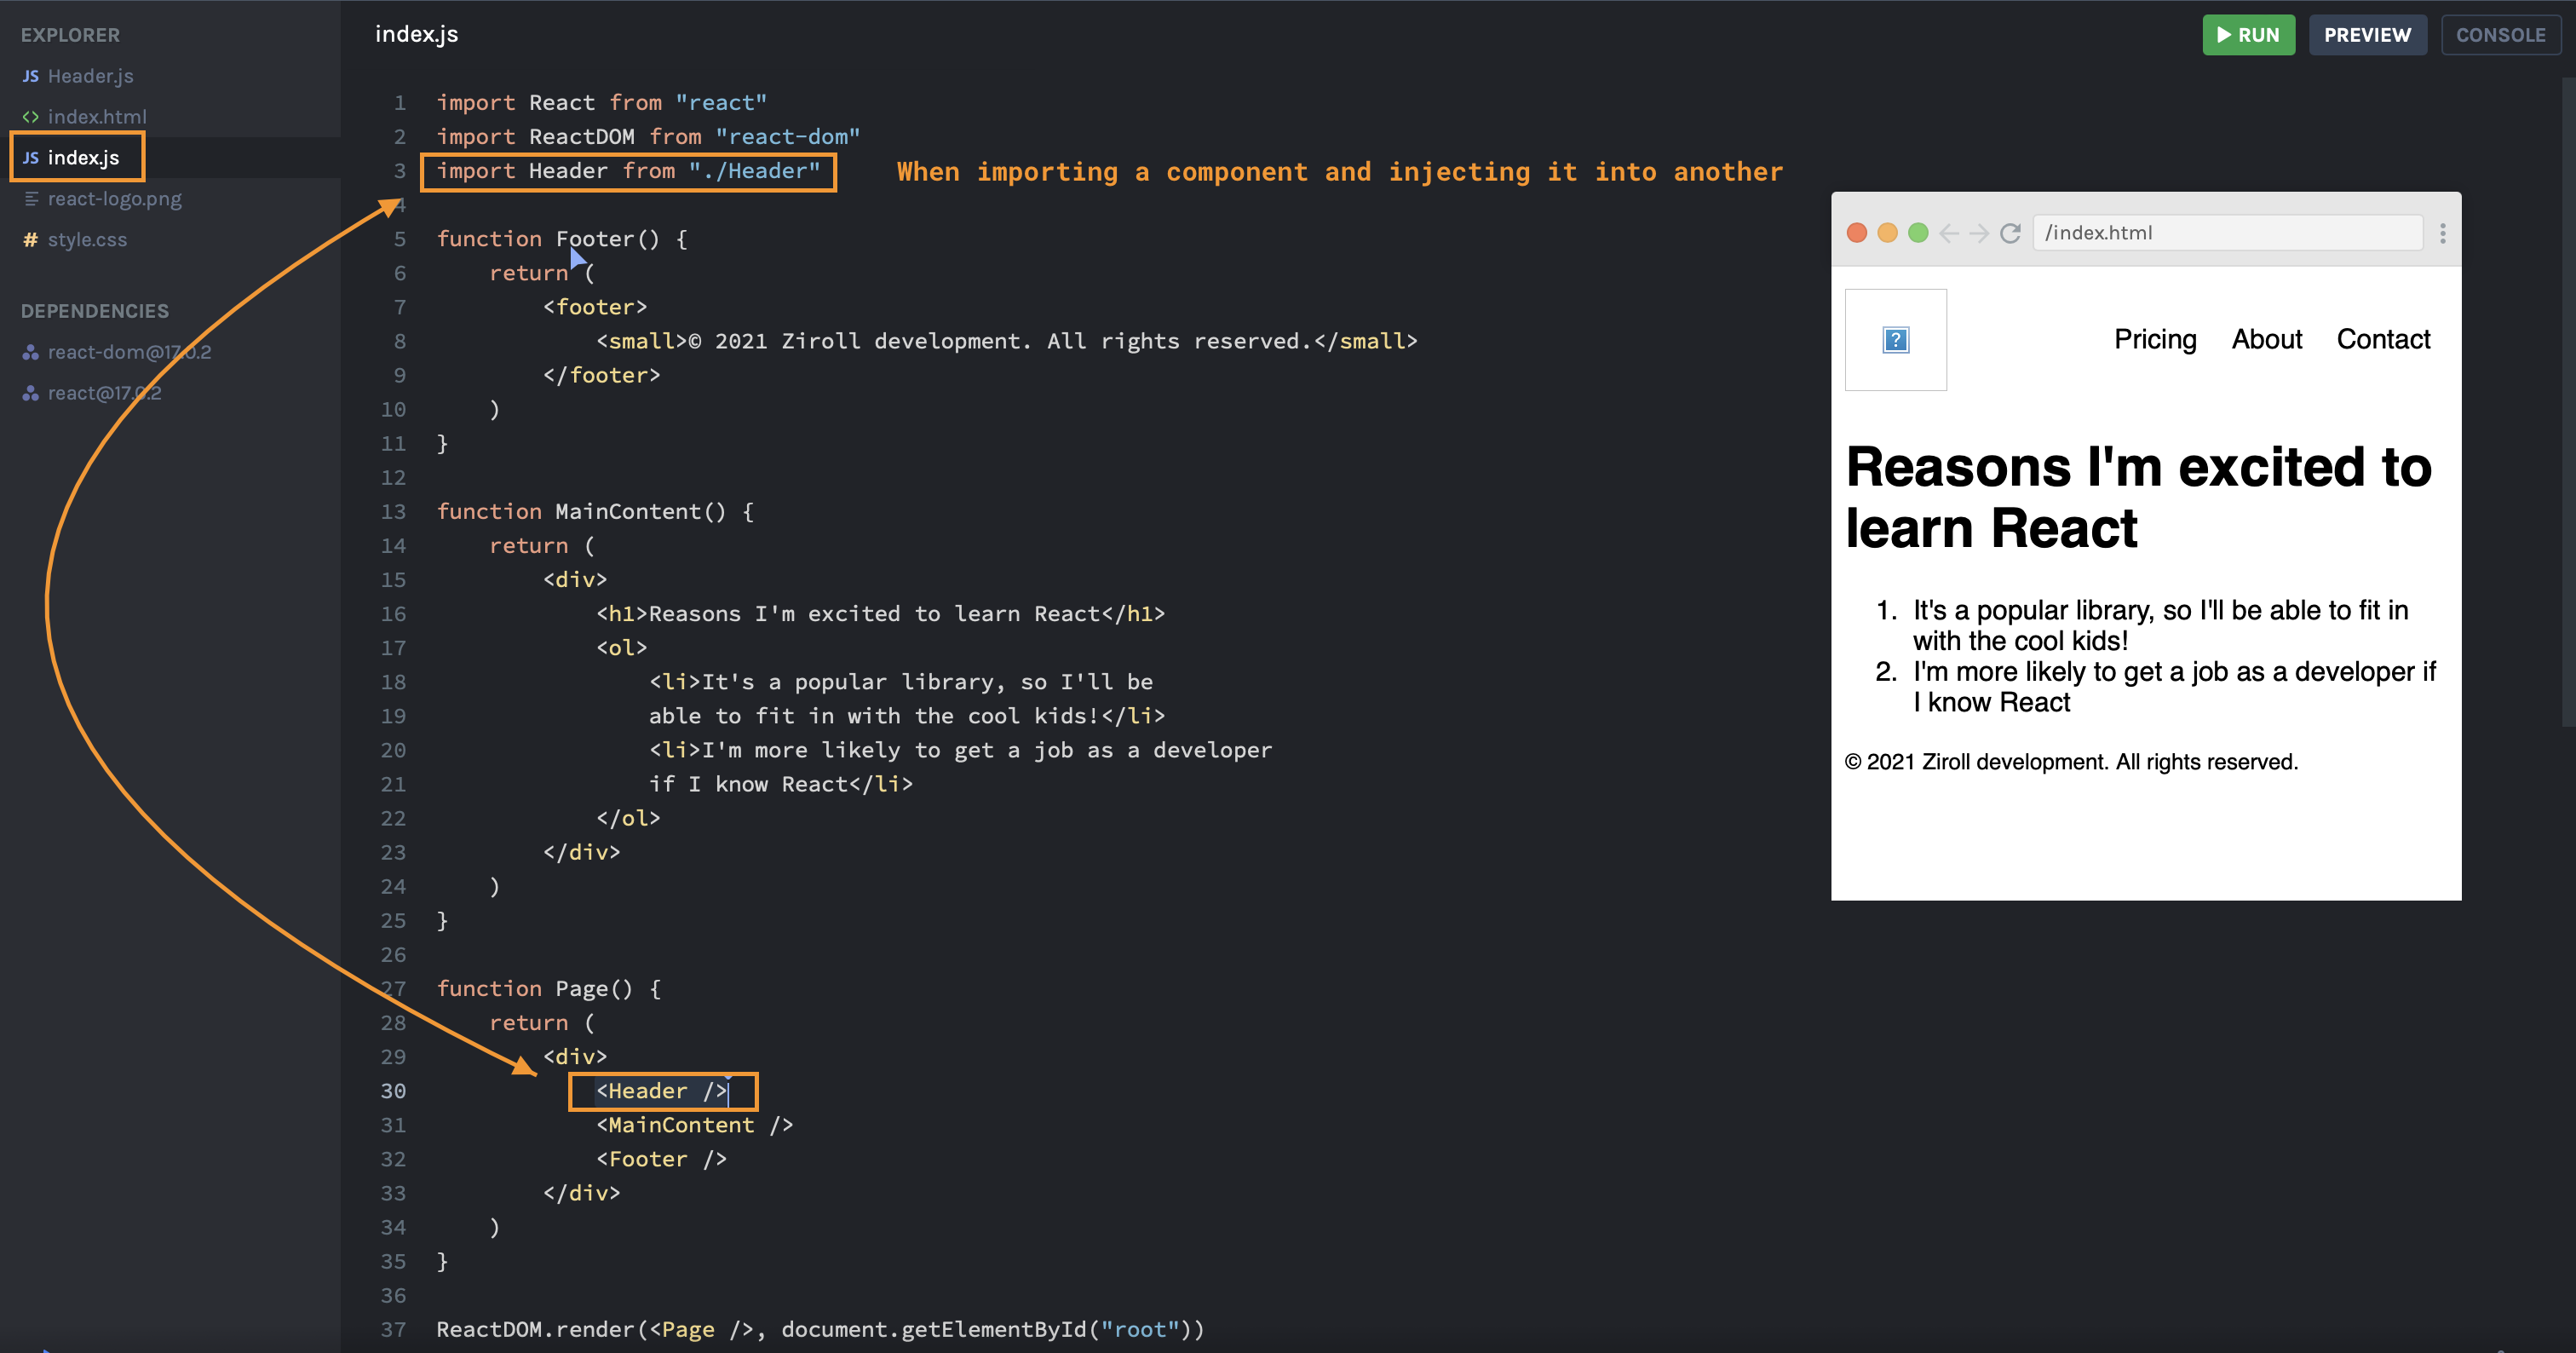 EXPLORER
JS Header.js
<> index.html
JS index.js
react-logo.png
# style.css
DEPENDENCIES
react-dom@17.0.2
react@17.0.2
index.js
RUN PREVIEW CONSOLE
1 import React from "react"
2 import ReactDOM from "react-dom"
3 import Header from "./Header"
When importing a component and injecting it into another
4
5 function Footer() {
6     return (
7         <footer>
8             <small>© 2021 Ziroll development. All rights reserved.</small>
9         </footer>
10     )
11 }
12
13 function MainContent() {
14     return (
15         <div>
16             <h1>Reasons I'm excited to learn React</h1>
17             <ol>
18                 <li>It's a popular library, so I'll be
19                 able to fit in with the cool kids!</li>
20                 <li>I'm more likely to get a job as a developer
21                 if I know React</li>
22             </ol>
23         </div>
24     )
25 }
26
27 function Page() {
28     return (
29         <div>
30             <Header />
31             <MainContent />
32             <Footer />
33         </div>
34     )
35 }
36
37 ReactDOM.render(<Page />, document.getElementById("root"))
/index.html
?
Pricing About Contact
Reasons I'm excited to
learn React
1. It's a popular library, so I'll be able to fit in
with the cool kids!
2. I'm more likely to get a job as a developer if
I know React
© 2021 Ziroll development. All rights reserved.